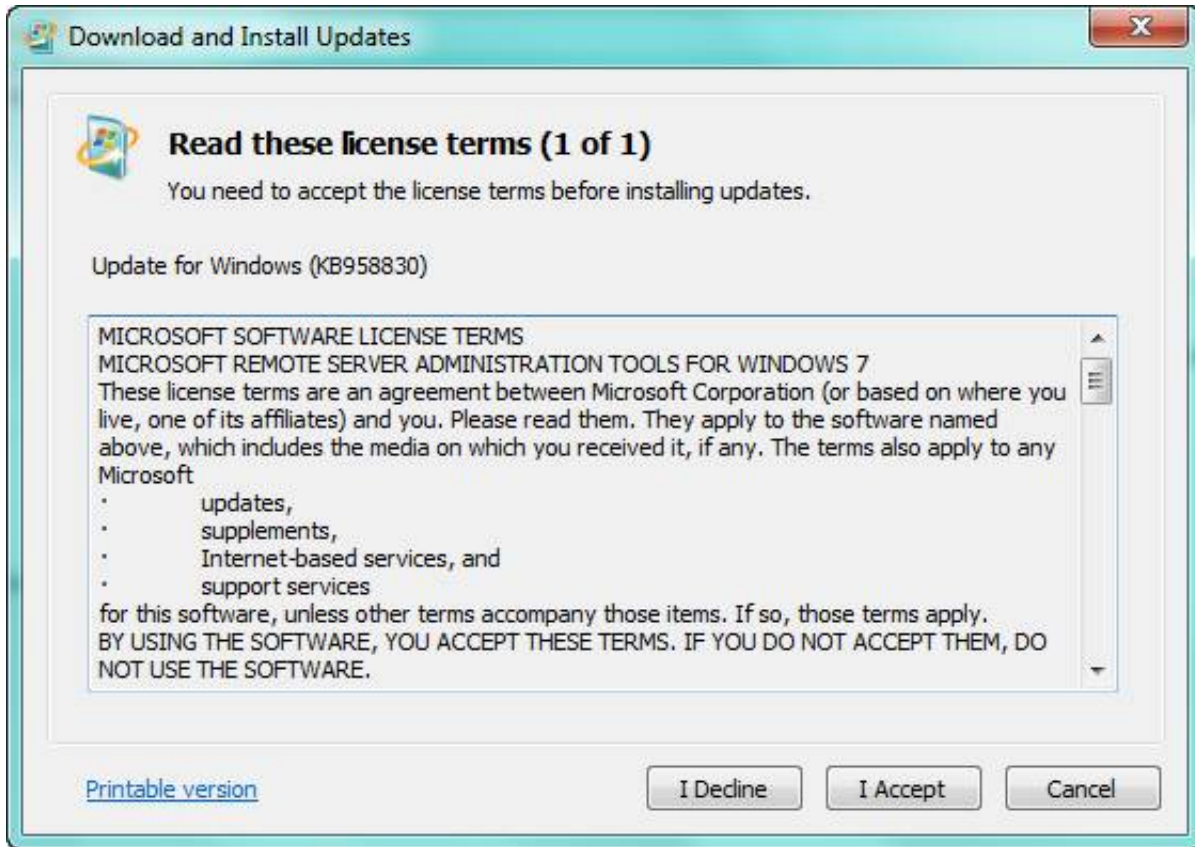 Download and Install Updates
Read these license terms (1 of 1)
You need to accept the license terms before installing updates.
Update for Windows (KB958830)
MICROSOFT SOFTWARE LICENSE TERMS
MICROSOFT REMOTE SERVER ADMINISTRATION TOOLS FOR WINDOWS 7
These license terms are an agreement between Microsoft Corporation (or based on where you
live, one of its affiliates) and you. Please read them. They apply to the software named
above, which includes the media on which you received it, if any. The terms also apply to any
Microsoft
· updates,
· supplements,
· Internet-based services, and
· support services
for this software, unless other terms accompany those items. If so, those terms apply.
BY USING THE SOFTWARE, YOU ACCEPT THESE TERMS. IF YOU DO NOT ACCEPT THEM, DO
NOT USE THE SOFTWARE.
Printable version I Decline I Accept Cancel